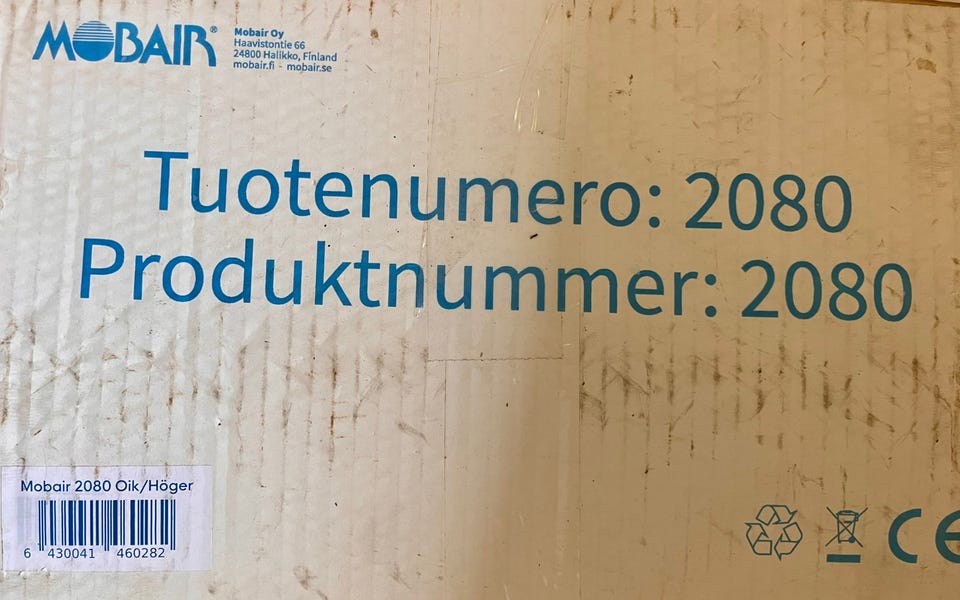 MOBAIR®
Mobair Oy
Haavistontie 66
24800 Halikko, Finland
mobair.fi - mobair.se
Tuotenumero: 2080
Produktnummer: 2080
Mobair 2080 Oik/Höger
6 430041 460282
CE